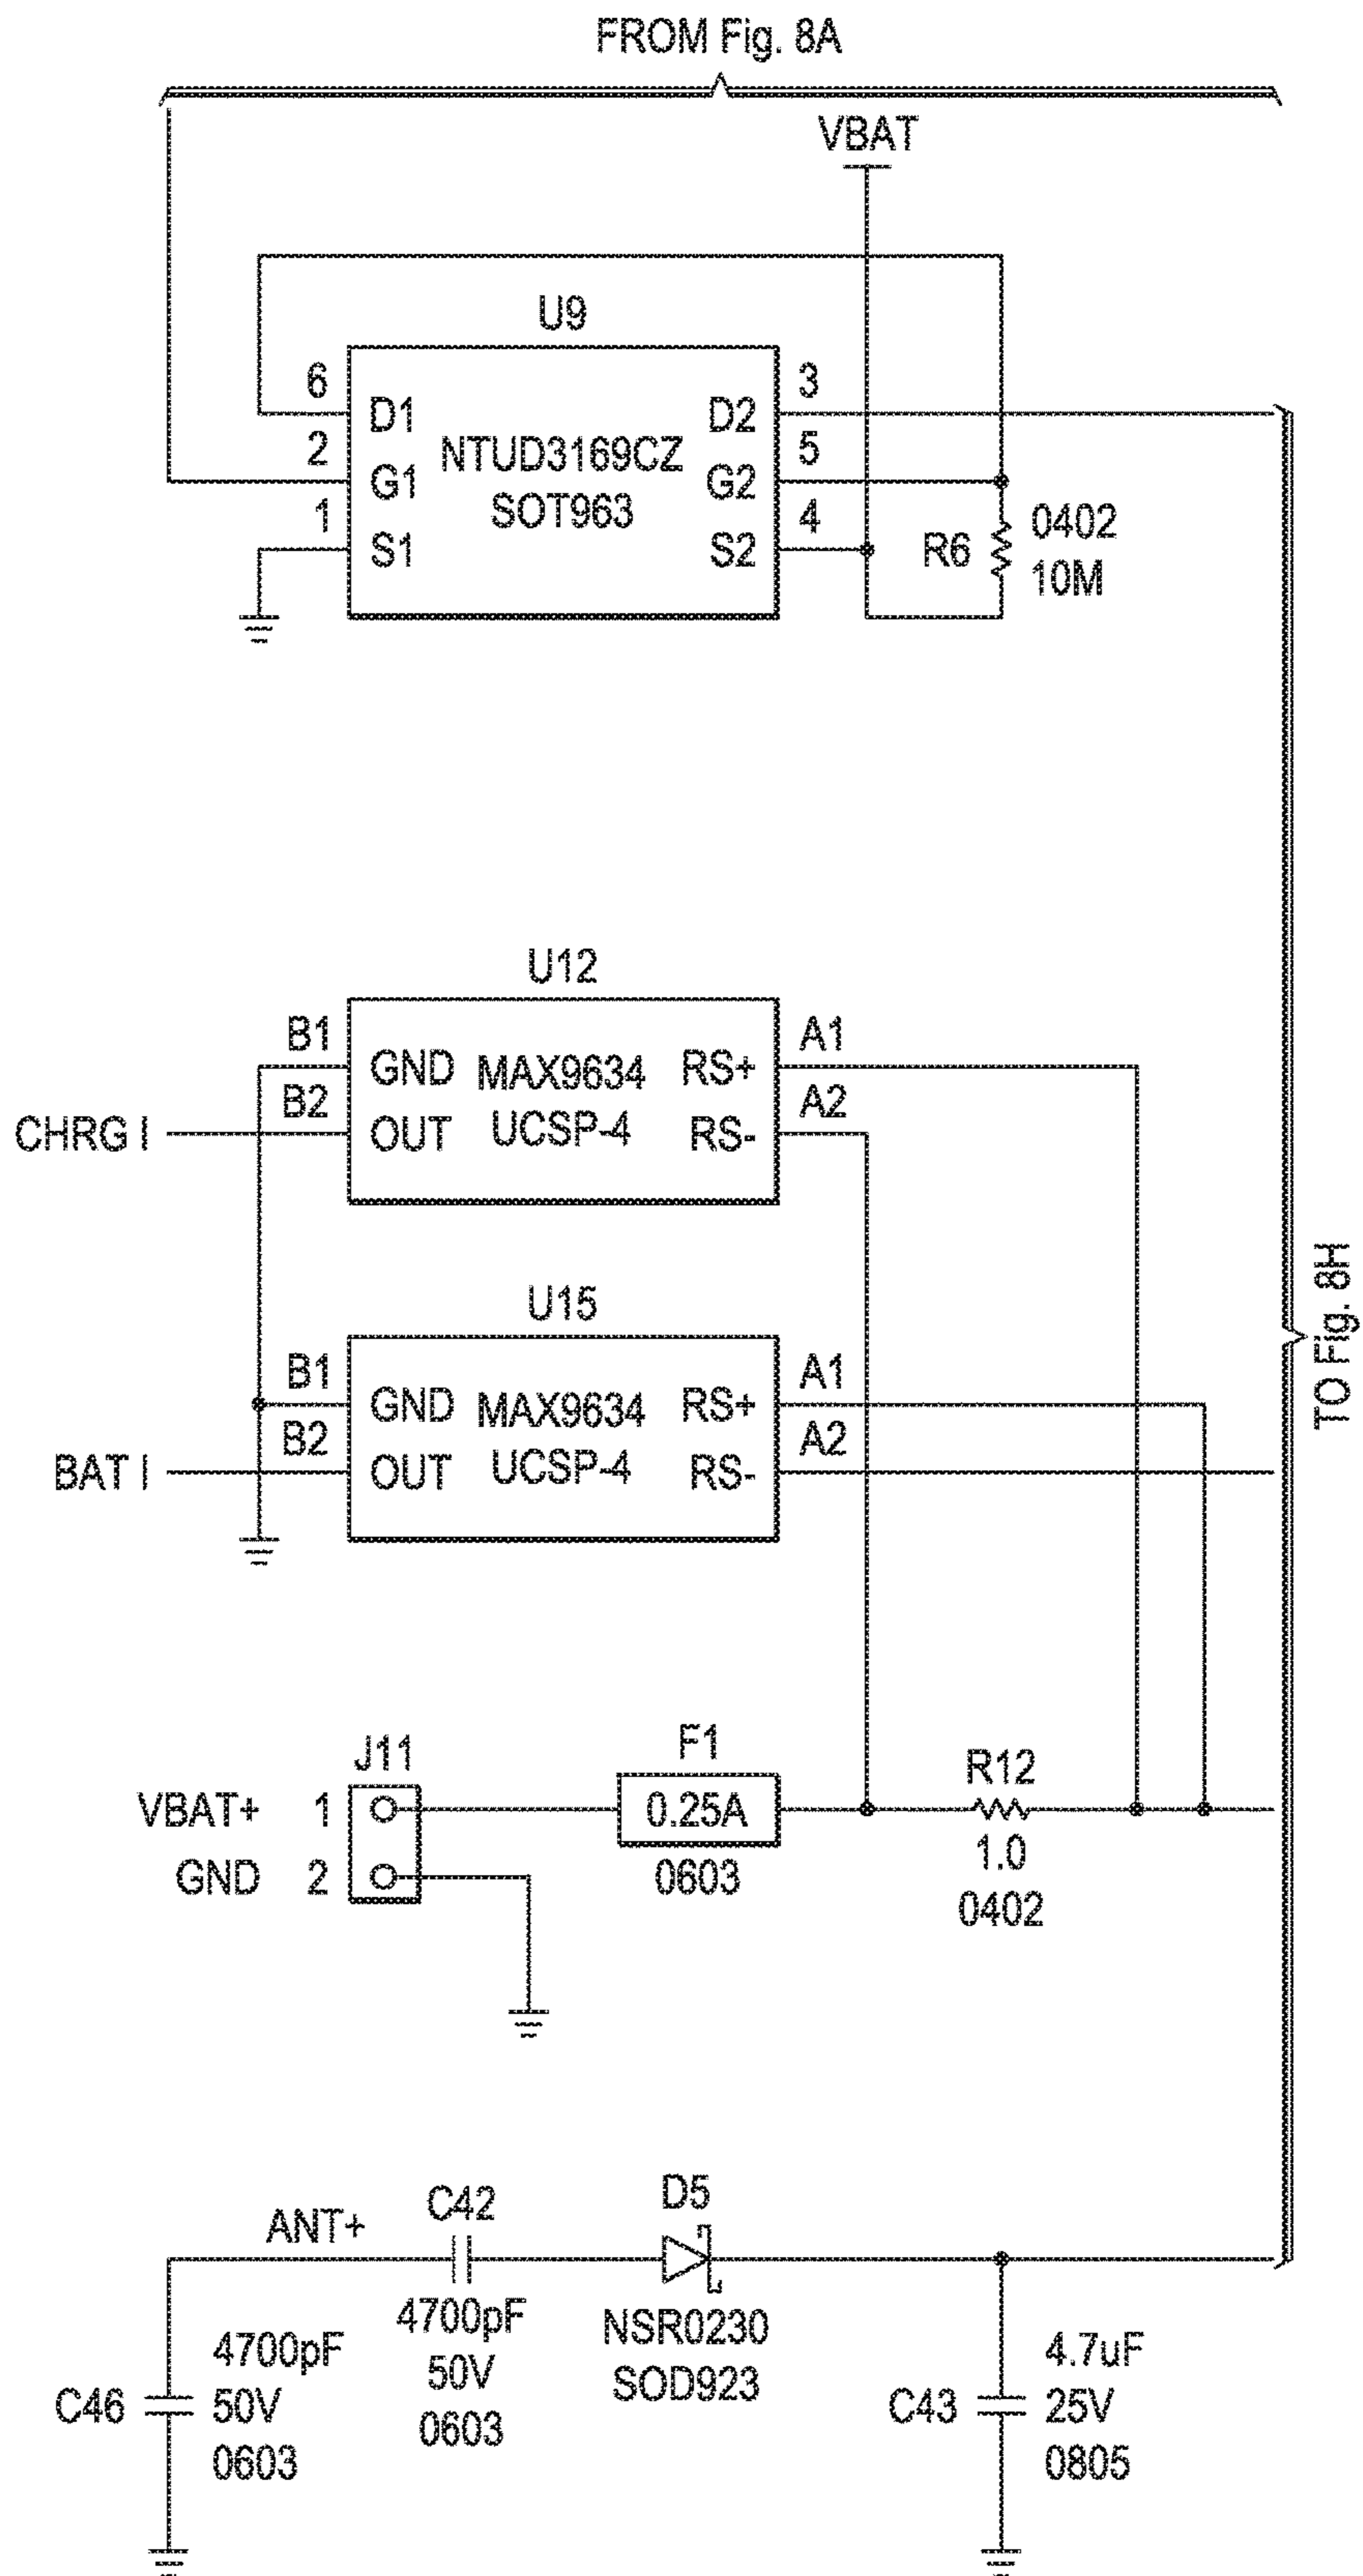 FROM Fig. 8A
VBAT
U9
6
D1
2
G1
1
S1
NTUD3169CZ
SOT963
3
D2
5
G2
4
S2
R6
0402
10M
U12
B1
GND
B2
OUT
MAX9634
UCSP-4
A1
RS+
A2
RS-
CHRG I
U15
B1
GND
B2
OUT
MAX9634
UCSP-4
A1
RS+
A2
RS-
BAT I
TO Fig. 8H
J11
VBAT+ 1
GND 2
F1
0.25A
0603
R12
1.0
0402
ANT+
C42
4700pF
50V
0603
D5
NSR0230
SOD923
C46
4700pF
50V
0603
C43
4.7uF
25V
0805